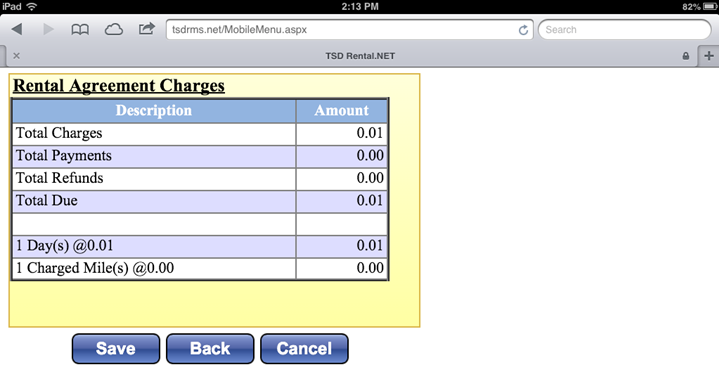 iPad 2:13 PM 82%
tsdrms.net/MobileMenu.aspx Search
TSD Rental.NET
Rental Agreement Charges
Description Amount
Total Charges 0.01
Total Payments 0.00
Total Refunds 0.00
Total Due 0.01
1 Day(s) @0.01 0.01
1 Charged Mile(s) @0.00 0.00
Save Back Cancel